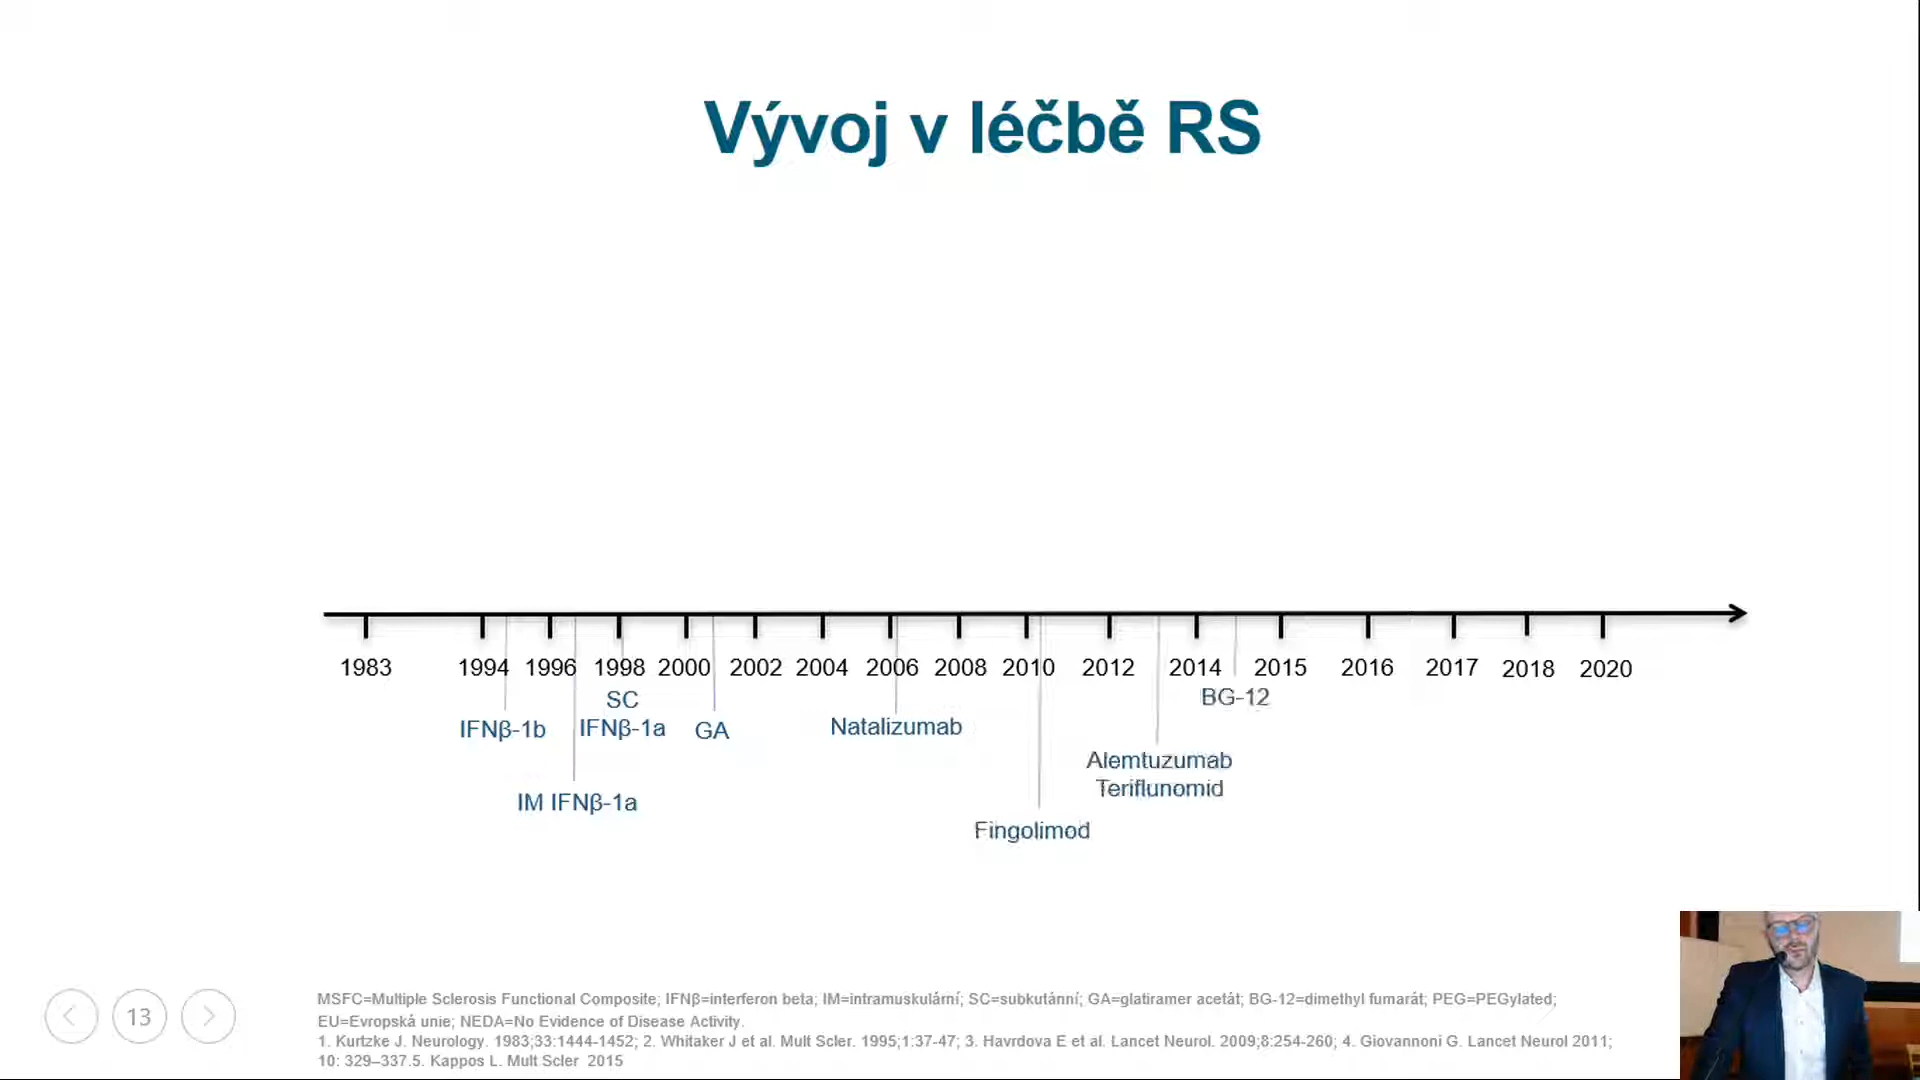 Vývoj v léčbě RS
1983 1994 1996 1998 2000 2002 2004 2006 2008 2010 2012 2014 2015 2016 2017 2018 2020
SC
IFNβ-1a
IFNβ-1b
GA
Natalizumab
BG-12
IM IFNβ-1a
Alemtuzumab
Teriflunomid
Fingolimod
13
MSFC=Multiple Sclerosis Functional Composite; IFNβ=interferon beta; IM=intramuskulární; SC=subkutánní; GA=glatiramer acetát; BG-12=dimethyl fumarát; PEG=PEGylated;
EU=Evropská unie; NEDA=No Evidence of Disease Activity.
1. Kurtzke J. Neurology. 1983;33:1444-1452; 2. Whitaker J et al. Mult Scler. 1995;1:37-47; 3. Havrdova E et al. Lancet Neurol. 2009;8:254-260; 4. Giovannoni G. Lancet Neurol 2011;
10: 329–337.5. Kappos L. Mult Scler 2015